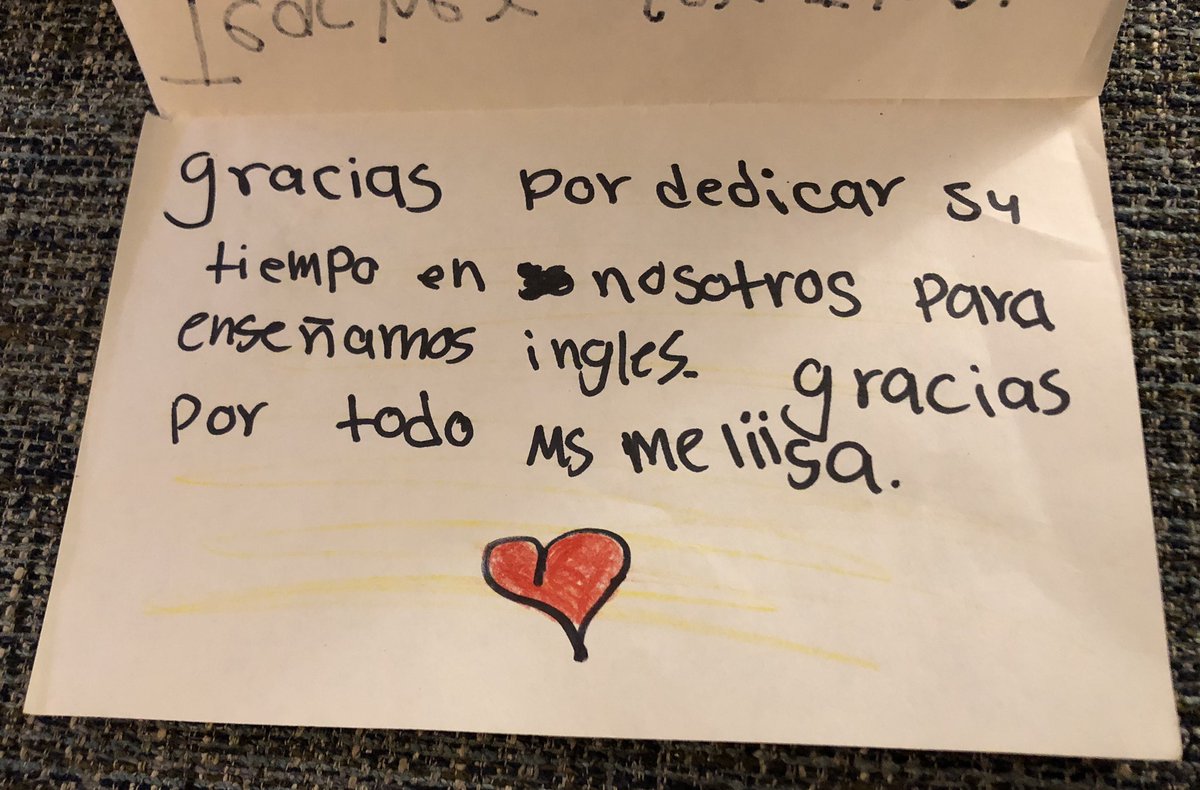 gracias por dedicar su
tiempo en nosotros para
enseñarnos ingles. gracias
por todo Ms meliisa.